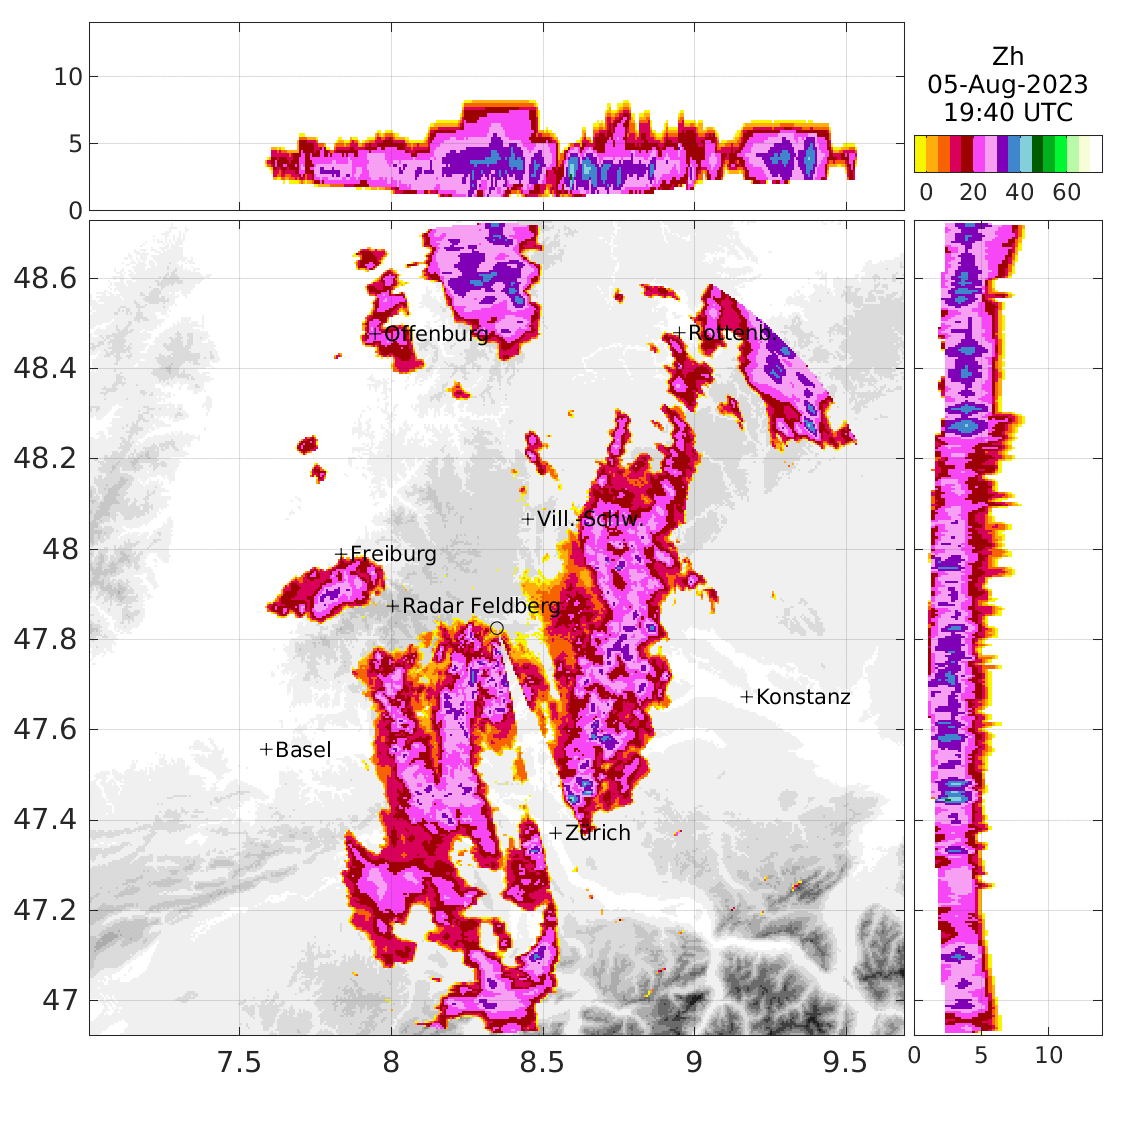 10
5
0
Zh
05-Aug-2023
19:40 UTC
0 20 40 60
48.6
48.4
48.2
48
47.8
47.6
47.4
47.2
47
+Offenburg
+Rottenb.
+Vill.-Schw.
+Freiburg
+Radar Feldberg
+Konstanz
+Basel
+Zürich
7.5 8 8.5 9 9.5
0 5 10